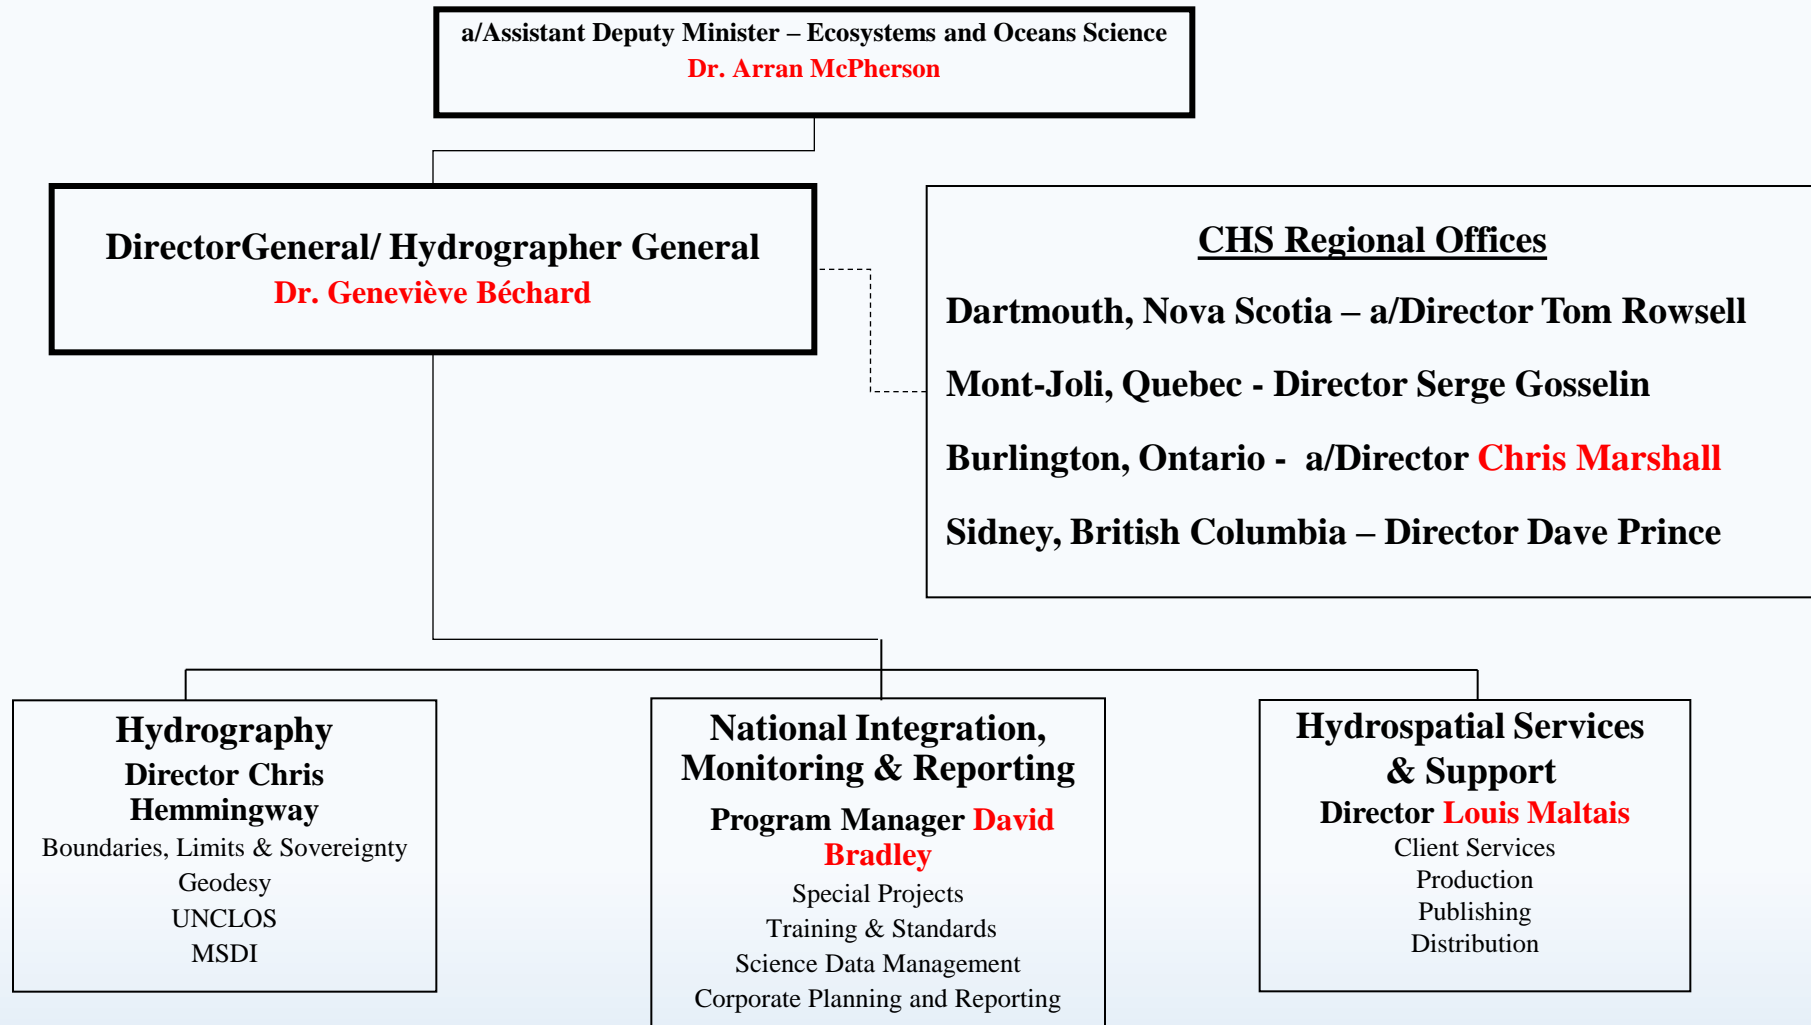 a/Assistant Deputy Minister – Ecosystems and Oceans Science
Dr. Arran McPherson
DirectorGeneral/ Hydrographer General
Dr. Geneviève Béchard
CHS Regional Offices
Dartmouth, Nova Scotia – a/Director Tom Rowsell
Mont-Joli, Quebec - Director Serge Gosselin
Burlington, Ontario - a/Director Chris Marshall
Sidney, British Columbia – Director Dave Prince
Hydrography
Director Chris
Hemmingway
Boundaries, Limits & Sovereignty
Geodesy
UNCLOS
MSDI
National Integration,
Monitoring & Reporting
Program Manager David
Bradley
Special Projects
Training & Standards
Science Data Management
Corporate Planning and Reporting
Hydrospatial Services
& Support
Director Louis Maltais
Client Services
Production
Publishing
Distribution